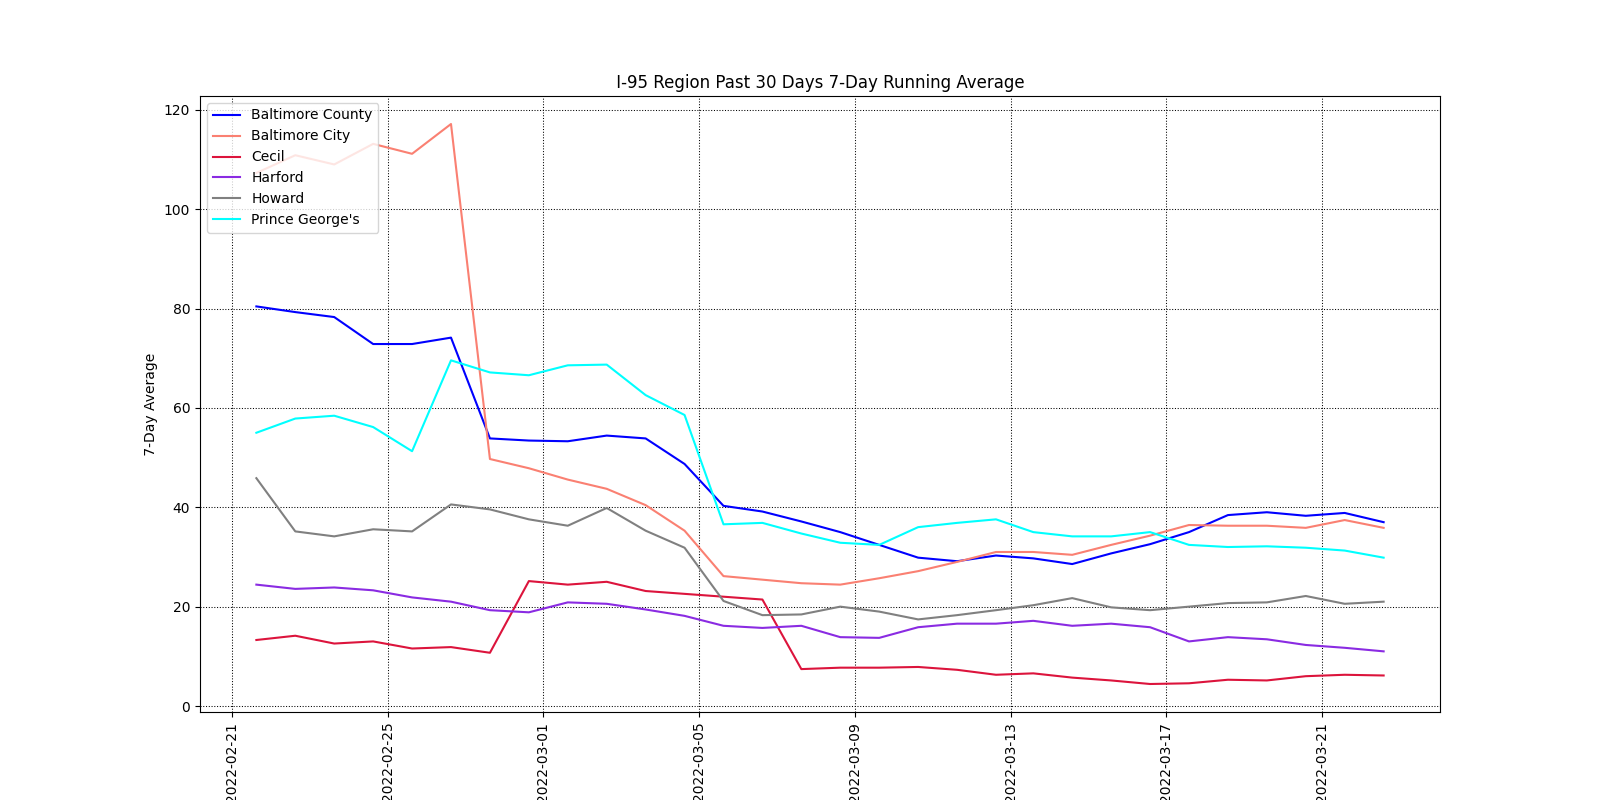 I-95 Region Past 30 Days 7-Day Running Average
Baltimore County
Baltimore City
Cecil
Harford
Howard
Prince George's
120
100
80
60
40
20
0
7-Day Average
2022-02-21
2022-02-25
2022-03-01
2022-03-05
2022-03-09
2022-03-13
2022-03-17
2022-03-21